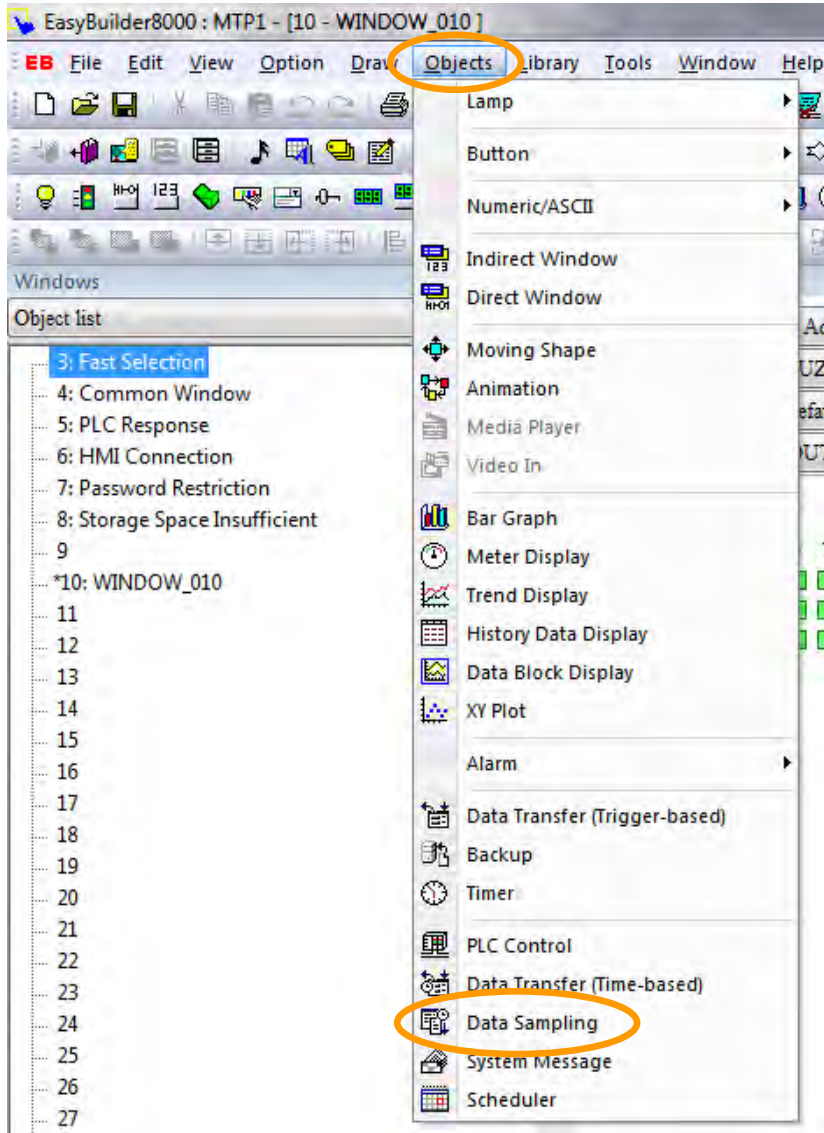 EasyBuilder8000 : MTP1 - [10 - WINDOW_010 ]
EB File Edit View Option Draw Objects Library Tools Window Help
Windows
Object list
3: Fast Selection
4: Common Window
5: PLC Response
6: HMI Connection
7: Password Restriction
8: Storage Space Insufficient
9
*10: WINDOW_010
11
12
13
14
15
16
17
18
19
20
21
22
23
24
25
26
27
Lamp
Button
Numeric/ASCII
Indirect Window
Direct Window
Moving Shape
Animation
Media Player
Video In
Bar Graph
Meter Display
Trend Display
History Data Display
Data Block Display
XY Plot
Alarm
Data Transfer (Trigger-based)
Backup
Timer
PLC Control
Data Transfer (Time-based)
Data Sampling
System Message
Scheduler